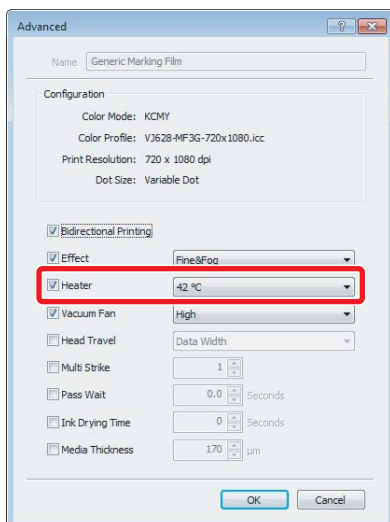 Advanced
Name Generic Marking Film
Configuration
Color Mode: KCMY
Color Profile: VJ628-MF3G-720x1080.icc
Print Resolution: 720 x 1080 dpi
Dot Size: Variable Dot
Bidirectional Printing
Effect Fine&Fog
Heater 42 ºC
Vacuum Fan High
Head Travel Data Width
Multi Strike 1
Pass Wait 0.0 Seconds
Ink Drying Time 0 Seconds
Media Thickness 170 µm
OK Cancel